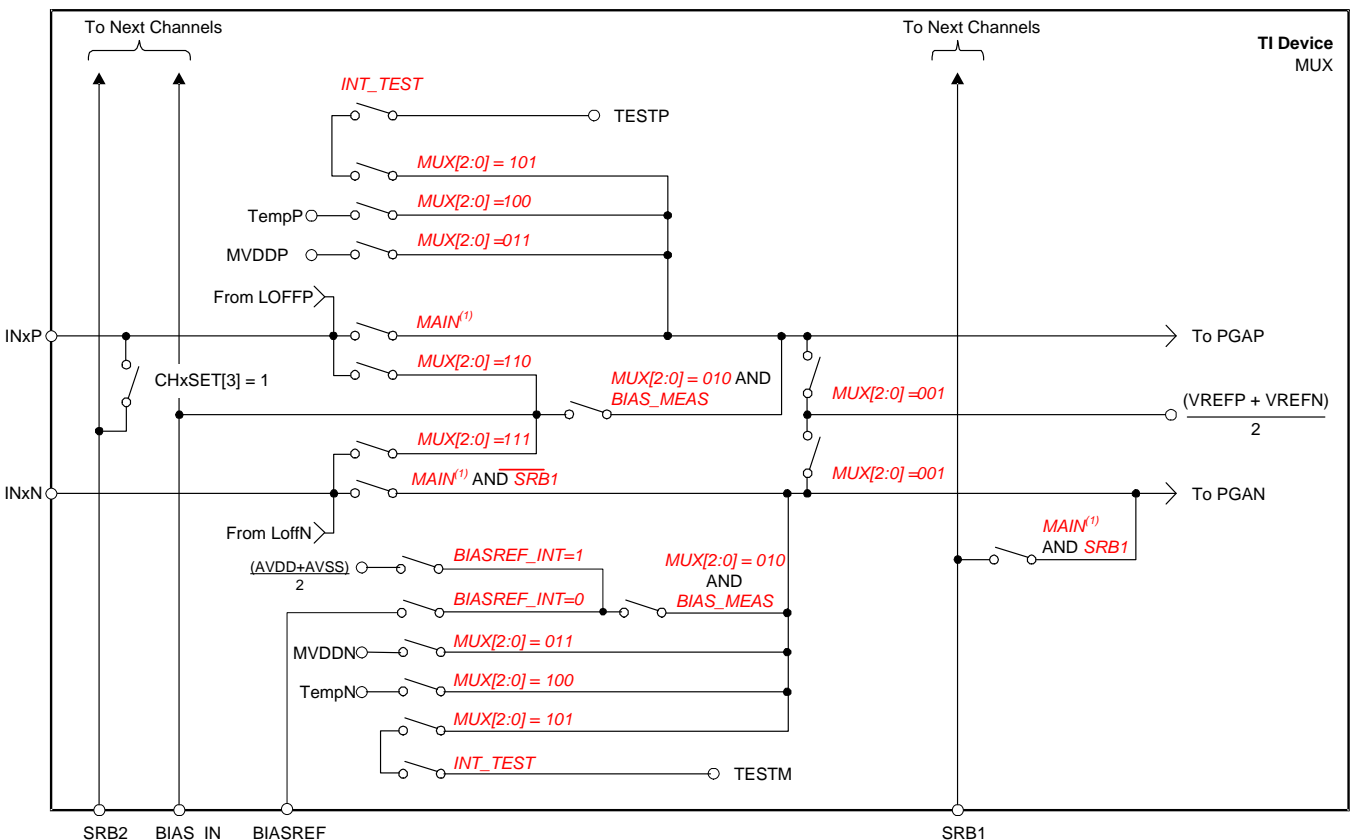 To Next Channels
To Next Channels
TI Device
MUX
INT_TEST
TESTP
MUX[2:0] = 101
TempP
MUX[2:0] =100
MVDDP
MUX[2:0] =011
From LOFFP
INxP
MAIN(1)
To PGAP
MUX[2:0] =110
CHxSET[3] = 1
MUX[2:0] = 010 AND
BIAS_MEAS
MUX[2:0] =001
(VREFP + VREFN)
2
MUX[2:0] =111
MUX[2:0] =001
INxN
MAIN(1) AND SRB1
To PGAN
From LoffN
MAIN(1)
AND SRB1
(AVDD+AVSS)
2
BIASREF_INT=1
MUX[2:0] = 010
AND
BIAS_MEAS
BIASREF_INT=0
MVDDN
MUX[2:0] = 011
TempN
MUX[2:0] = 100
MUX[2:0] = 101
INT_TEST
TESTM
SRB2
BIAS_IN
BIASREF
SRB1